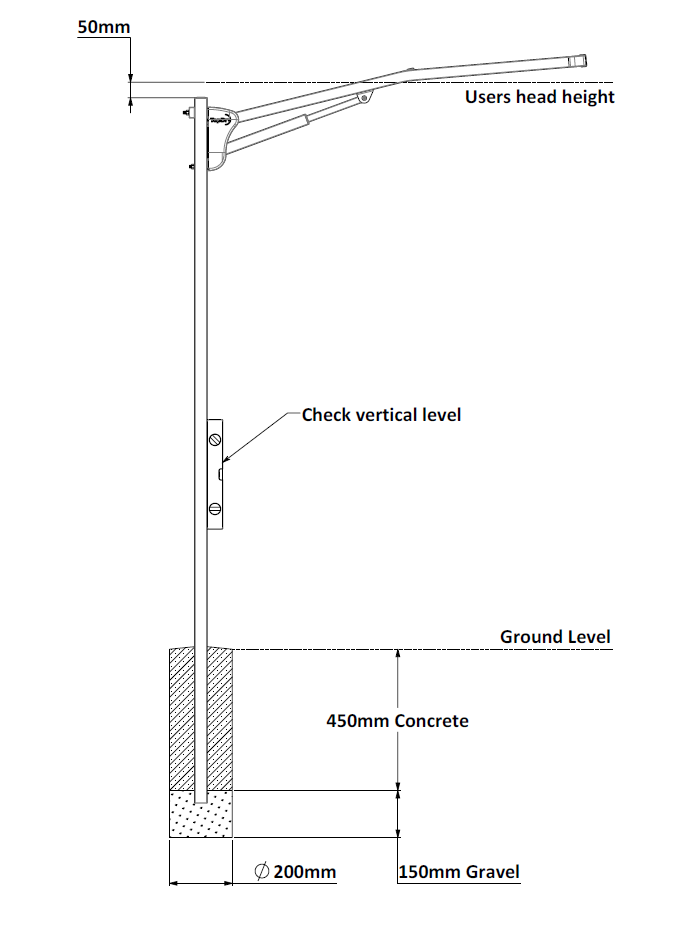 50mm
Users head height
Check vertical level
Ground Level
450mm Concrete
∅ 200mm
150mm Gravel